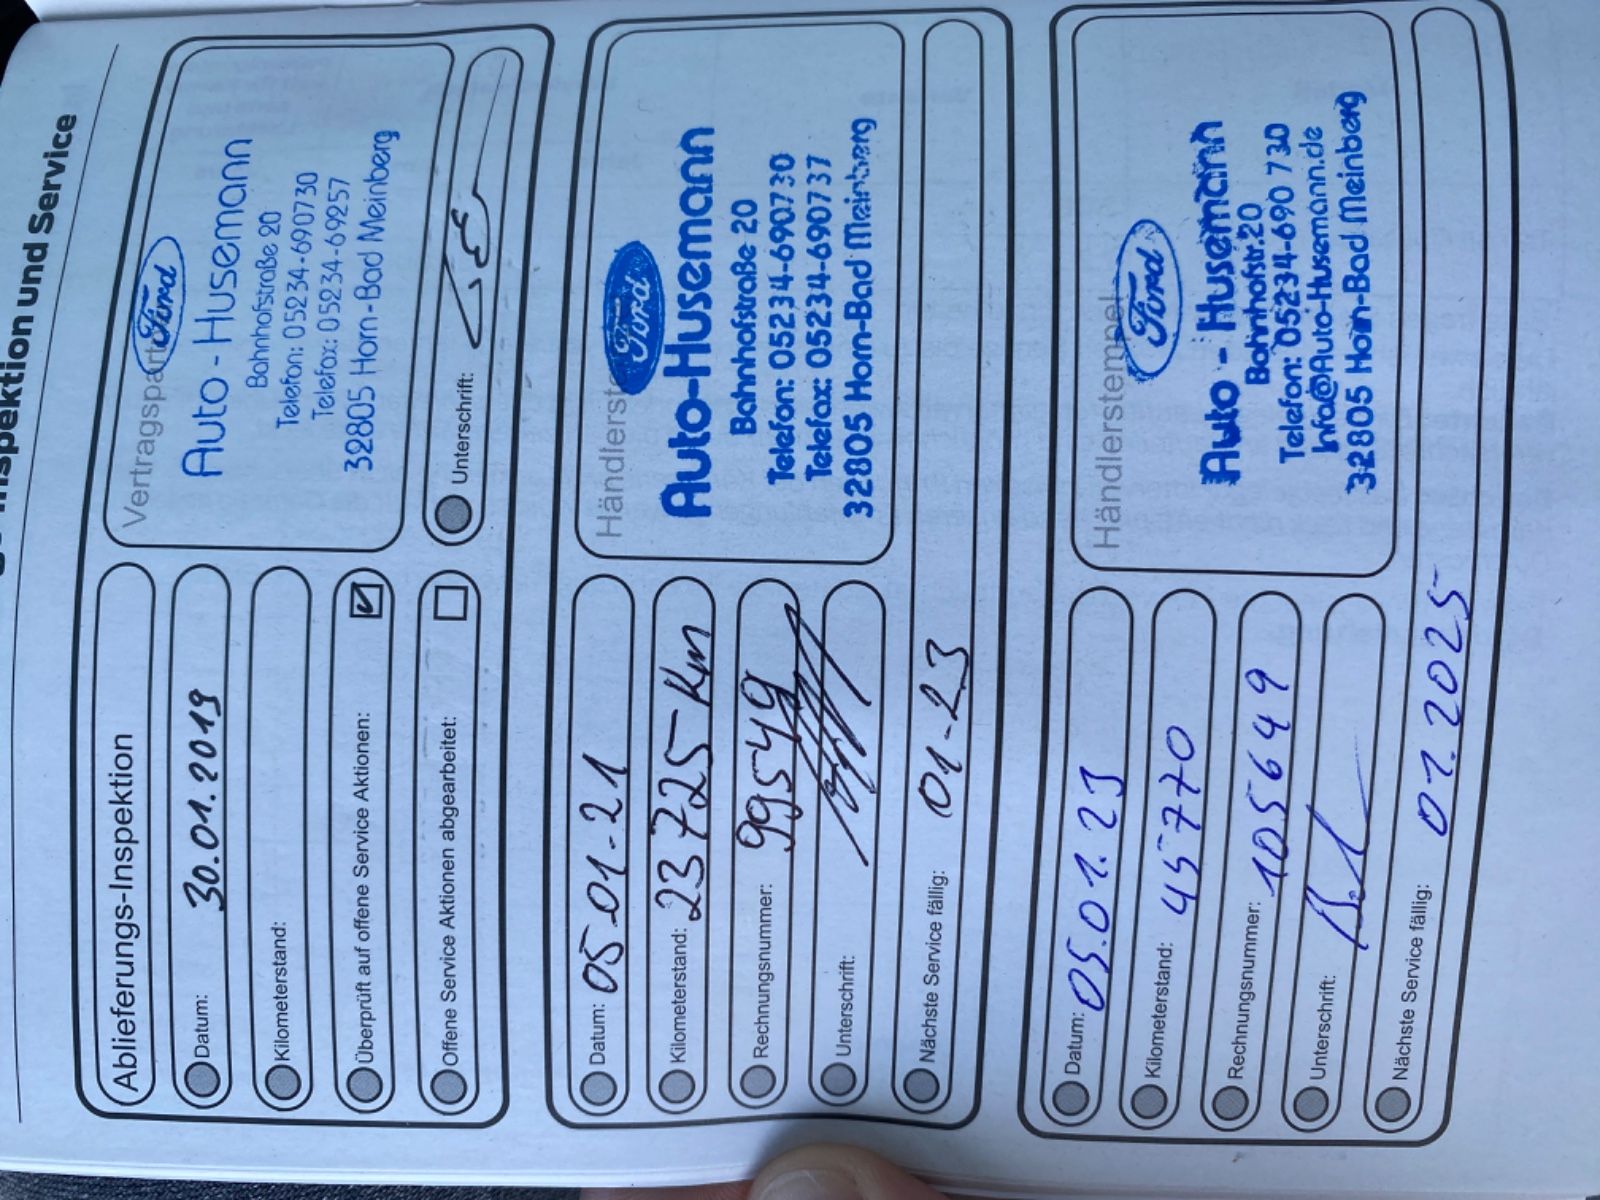 Inspektion und Service
Ablieferungs-Inspektion
Datum: 30.01.2019
Kilometerstand:
Überprüft auf offene Service Aktionen:
Offene Service Aktionen abgearbeitet:
Vertragspart
Ford
Auto-Husemann
Bahnhofstraße 20
Telefon: 05234-690730
Telefax: 05234-69257
32805 Horn-Bad Meinberg
Unterschrift:
Datum: 05-01-21
Kilometerstand: 23725 Km
Rechnungsnummer: 99549
Unterschrift:
Nächste Service fällig: 01-23
Händlerste
Ford
Auto-Husemann
Bahnhofstraße 20
Telefon: 05234-690730
Telefax: 05234-690737
32805 Horn-Bad Meinberg
Datum: 05.01.23
Kilometerstand: 45770
Rechnungsnummer: 105649
Unterschrift:
Nächste Service fällig: 01.2025
Händlerstempel
Ford
Auto - Husemann
Bahnhofstr.20
Telefon: 05234-690 730
Info@Auto-Husemann.de
32805 Horn-Bad Meinberg